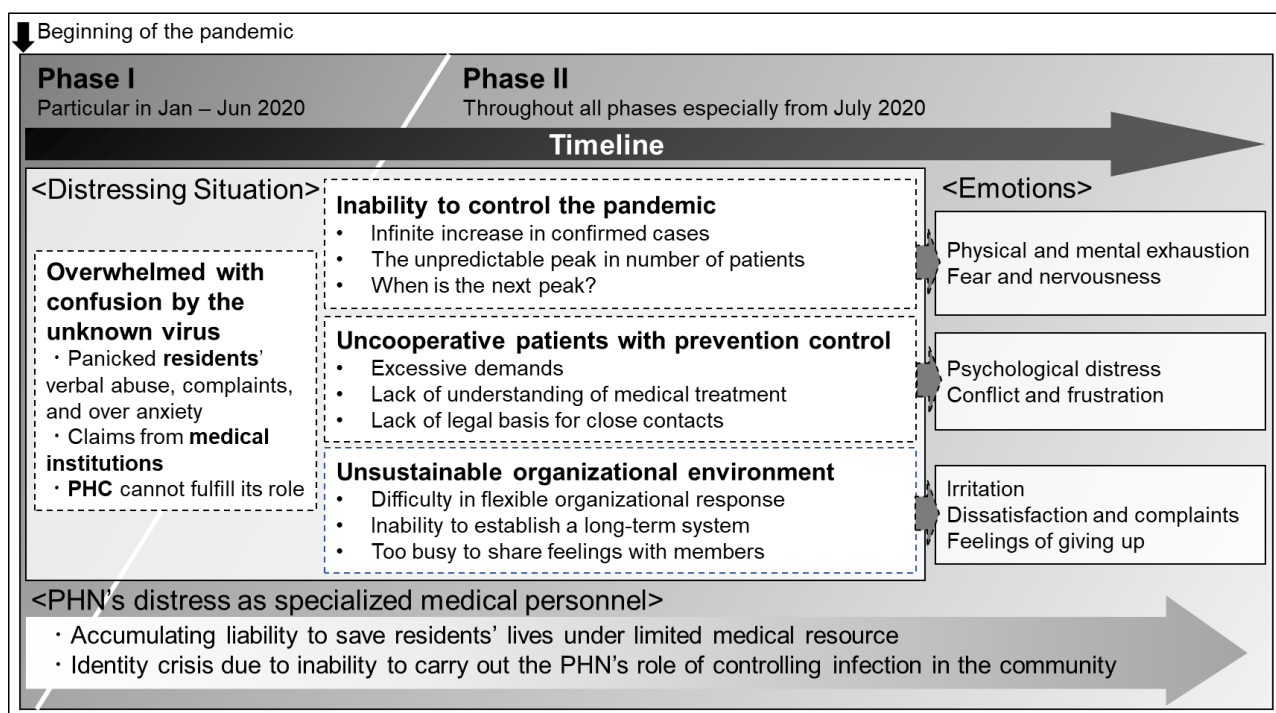 Beginning of the pandemic
Phase I
Particular in Jan – Jun 2020
Phase II
Throughout all phases especially from July 2020
Timeline
<Distressing Situation>
Overwhelmed with
confusion by the
unknown virus
・Panicked residents'
verbal abuse, complaints,
and over anxiety
・Claims from medical
institutions
・PHC cannot fulfill its role
Inability to control the pandemic
• Infinite increase in confirmed cases
• The unpredictable peak in number of patients
• When is the next peak?
Uncooperative patients with prevention control
• Excessive demands
• Lack of understanding of medical treatment
• Lack of legal basis for close contacts
Unsustainable organizational environment
• Difficulty in flexible organizational response
• Inability to establish a long-term system
• Too busy to share feelings with members
<Emotions>
Physical and mental exhaustion
Fear and nervousness
Psychological distress
Conflict and frustration
Irritation
Dissatisfaction and complaints
Feelings of giving up
<PHN's distress as specialized medical personnel>
・Accumulating liability to save residents' lives under limited medical resource
・Identity crisis due to inability to carry out the PHN's role of controlling infection in the community